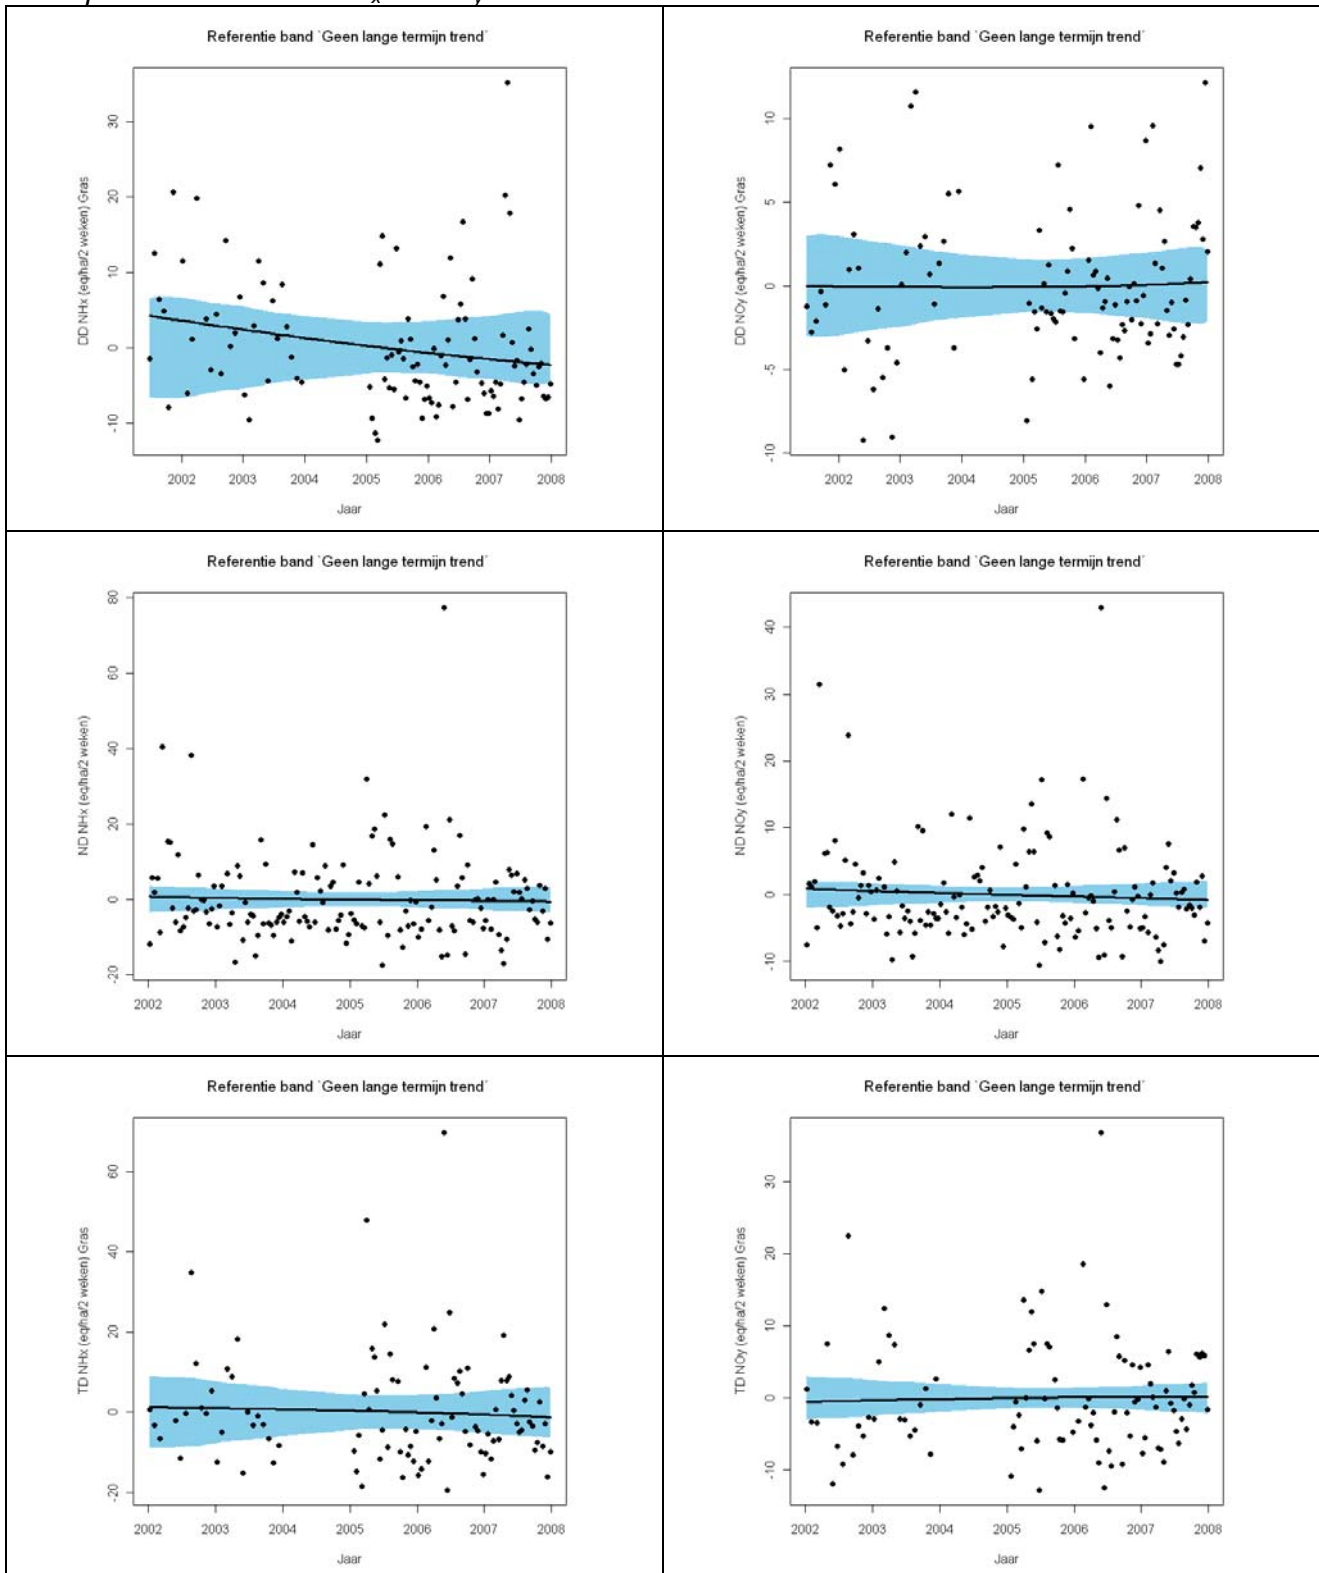 Referentie band `Geen lange termijn trend´
DD NHx (eq/ha/2 weken) Gras
30
20
10
0
-10
2002 2003 2004 2005 2006 2007 2008
Jaar
Referentie band `Geen lange termijn trend´
DD NOy (eq/ha/2 weken) Gras
10
5
0
-5
-10
2002 2003 2004 2005 2006 2007 2008
Jaar
Referentie band `Geen lange termijn trend´
ND NHx (eq/ha/2 weken)
80
60
40
20
0
-20
2002 2003 2004 2005 2006 2007 2008
Jaar
Referentie band `Geen lange termijn trend´
ND NOy (eq/ha/2 weken)
40
30
20
10
0
-10
2002 2003 2004 2005 2006 2007 2008
Jaar
Referentie band `Geen lange termijn trend´
TD NHx (eq/ha/2 weken) Gras
60
40
20
0
-20
2002 2003 2004 2005 2006 2007 2008
Jaar
Referentie band `Geen lange termijn trend´
TD NOy (eq/ha/2 weken) Gras
30
20
10
0
-10
2002 2003 2004 2005 2006 2007 2008
Jaar